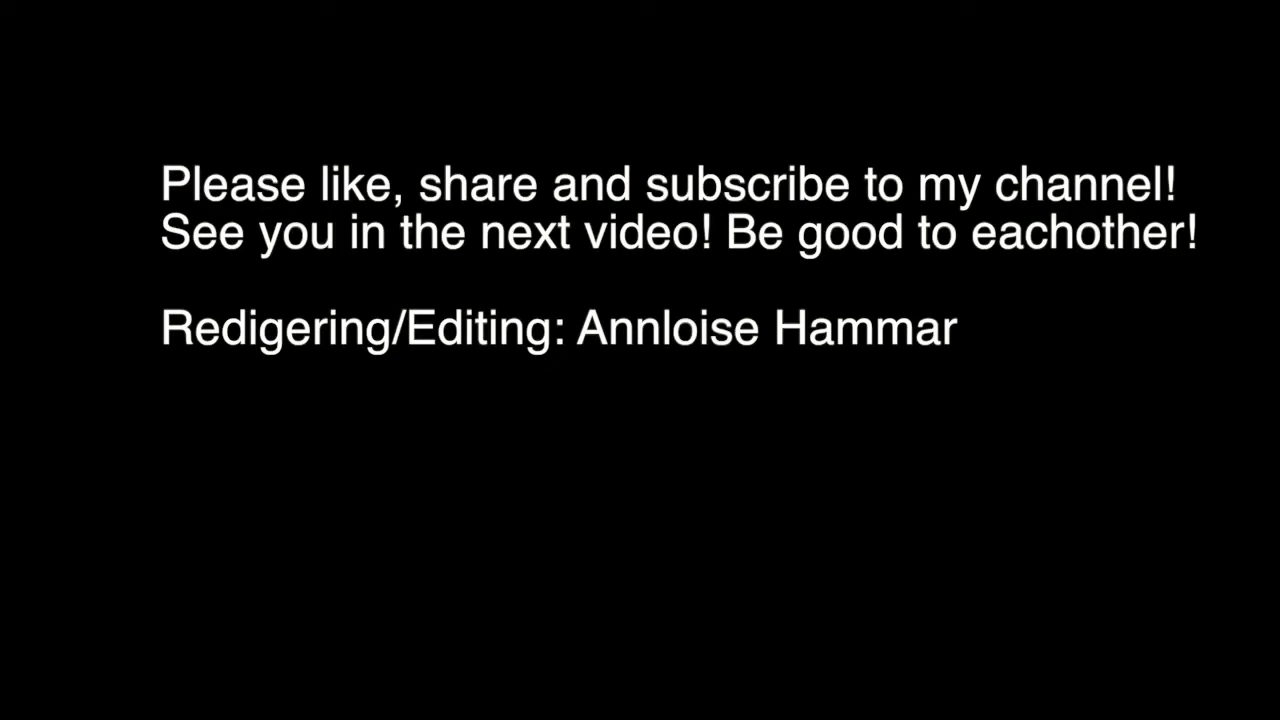 Please like, share and subscribe to my channel!
See you in the next video! Be good to eachother!
Redigering/Editing: Annloise Hammar